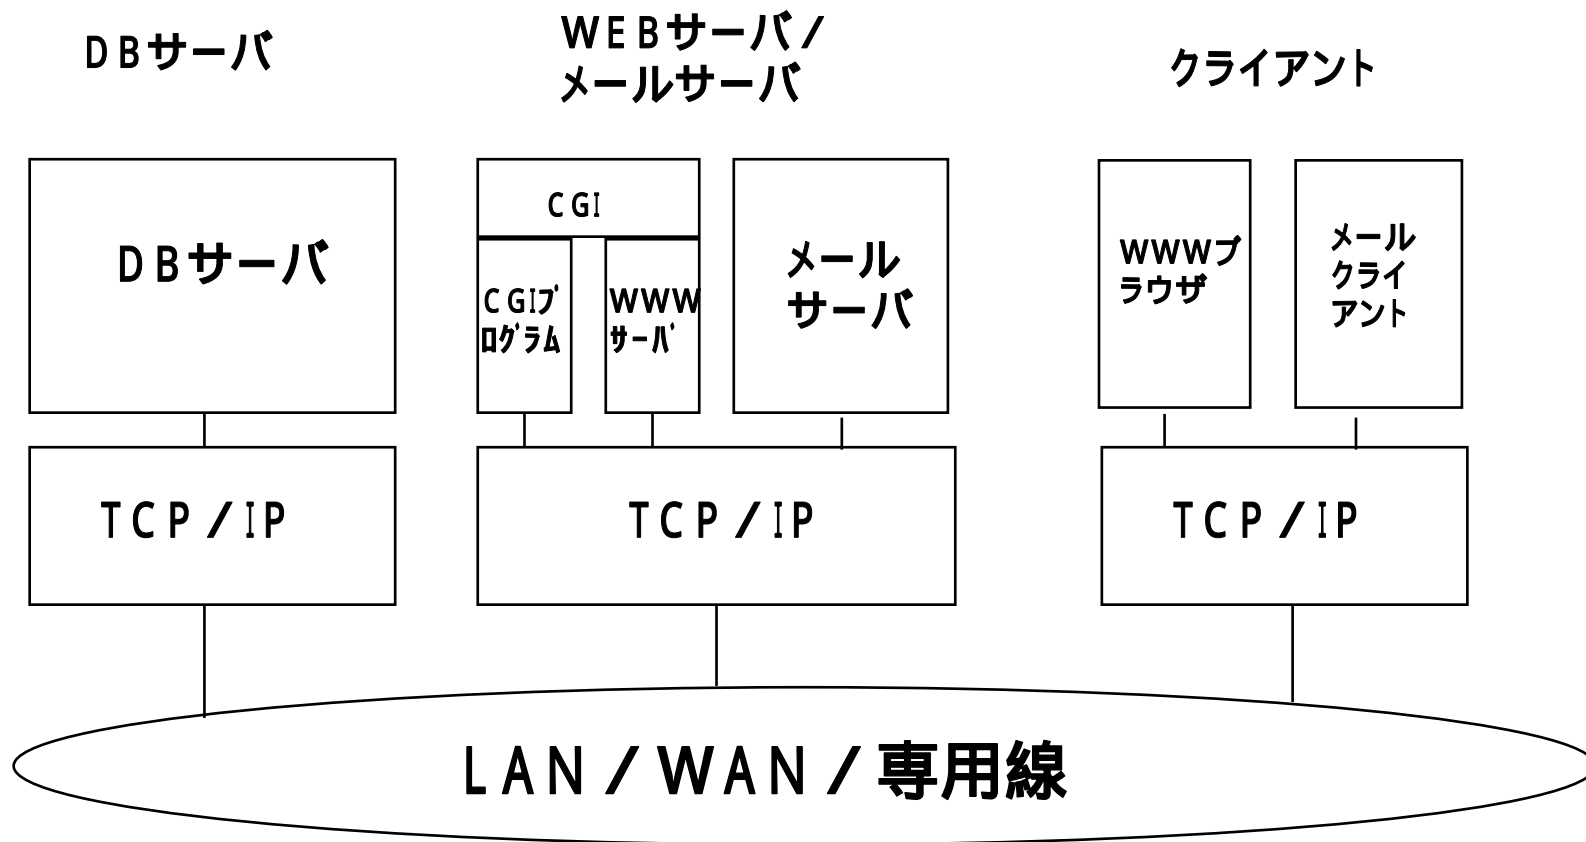 ＤＢサーバ
ＷＥＢサーバ／
メールサーバ
クライアント
ＤＢサーバ
ＣＧＩ
ＣＧＩﾌﾟ
ﾛｸﾞﾗﾑ
ＷＷＷ
ｻｰﾊﾞ
メール
サーバ
ＷＷＷブ
ラウザ
メール
クライ
アント
ＴＣＰ／ＩＰ
ＴＣＰ／ＩＰ
ＴＣＰ／ＩＰ
ＬＡＮ／ＷＡＮ／専用線